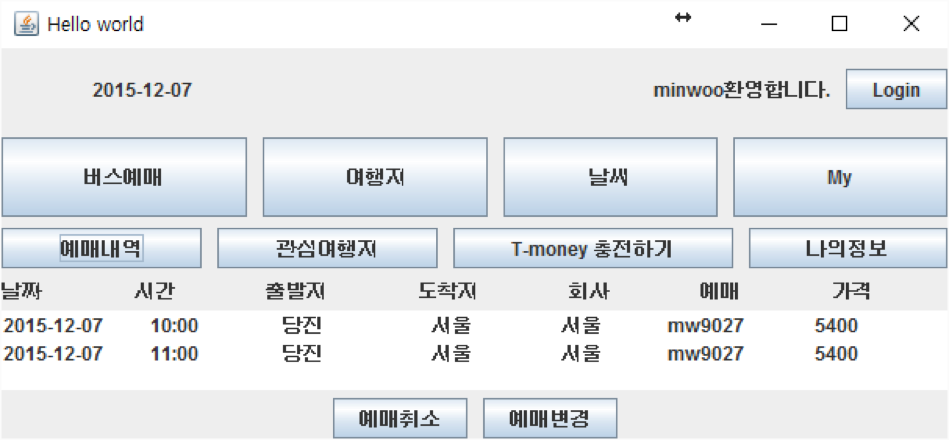 Hello world
2015-12-07 minwoo환영합니다. Login
버스예매 여행지 날씨 My
예매내역 관심여행지 T-money 충전하기 나의정보
날짜 시간 출발지 도착지 회사 예매 가격
2015-12-07 10:00 당진 서울 서울 mw9027 5400
2015-12-07 11:00 당진 서울 서울 mw9027 5400
예매취소 예매변경